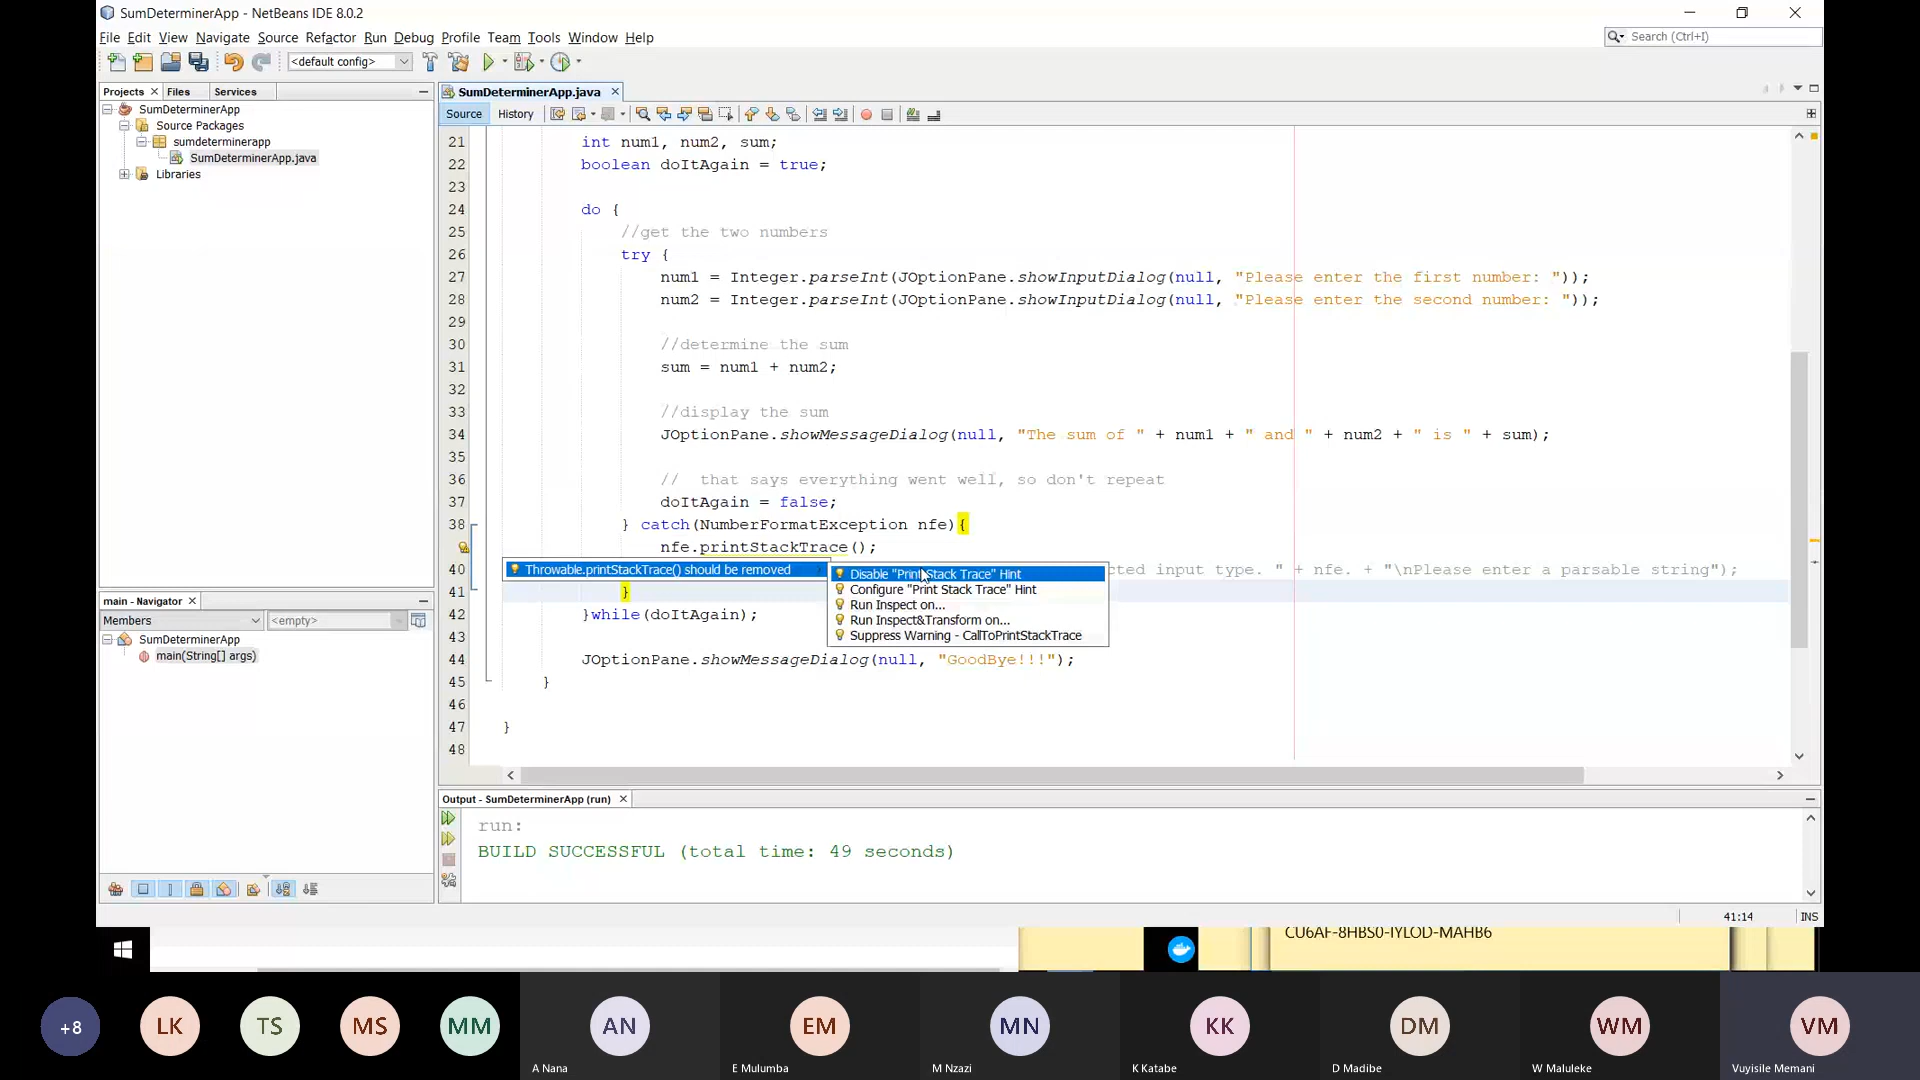 SumDeterminerApp - NetBeans IDE 8.0.2
File Edit View Navigate Source Refactor Run Debug Profile Team Tools Window Help
Search (Ctrl+I)
<default config>
Projects Files Services
SumDeterminerApp
Source Packages
sumdeterminerapp
SumDeterminerApp.java
Libraries
SumDeterminerApp.java
Source History
21 int num1, num2, sum;
22 boolean doItAgain = true;
23
24 do {
25 //get the two numbers
26 try {
27 num1 = Integer.parseInt(JOptionPane.showInputDialog(null, "Please enter the first number: "));
28 num2 = Integer.parseInt(JOptionPane.showInputDialog(null, "Please enter the second number: "));
29
30 //determine the sum
31 sum = num1 + num2;
32
33 //display the sum
34 JOptionPane.showMessageDialog(null, "The sum of " + num1 + " and " + num2 + " is " + sum);
35
36 // that says everything went well, so don't repeat
37 doItAgain = false;
38 } catch(NumberFormatException nfe){
nfe.printStackTrace();
40 cted input type. " + nfe. + "\nPlease enter a parsable string");
41 }
42 }while(doItAgain);
43
44 JOptionPane.showMessageDialog(null, "GoodBye!!!");
45 }
46
47 }
48
Throwable.printStackTrace() should be removed
Disable "Print Stack Trace" Hint
Configure "Print Stack Trace" Hint
Run Inspect on...
Run Inspect&Transform on...
Suppress Warning - CallToPrintStackTrace
main - Navigator
Members <empty>
SumDeterminerApp
main(String[] args)
Output - SumDeterminerApp (run)
run:
BUILD SUCCESSFUL (total time: 49 seconds)
41:14 INS
CU6AF-8HBS0-IYLOD-MAHB6
+8 LK TS MS MM AN EM MN KK DM WM VM
A Nana E Mulumba M Nzazi K Katabe D Madibe W Maluleke Vuyisile Memani